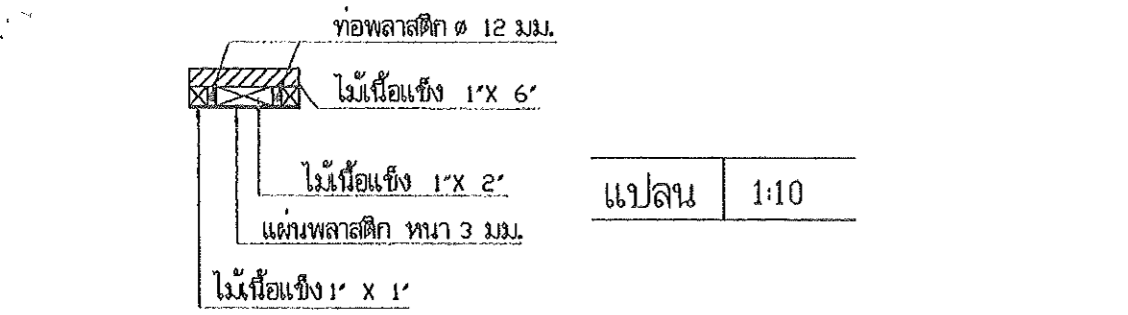 ท่อพลาสติก ø 12 มม.
ไม้เนื้อแข็ง 1"X 6"
ไม้เนื้อแข็ง 1"X 2"
แปลน 1:10
แผ่นพลาสติก หนา 3 มม.
ไม้เนื้อแข็ง 1" X 1"